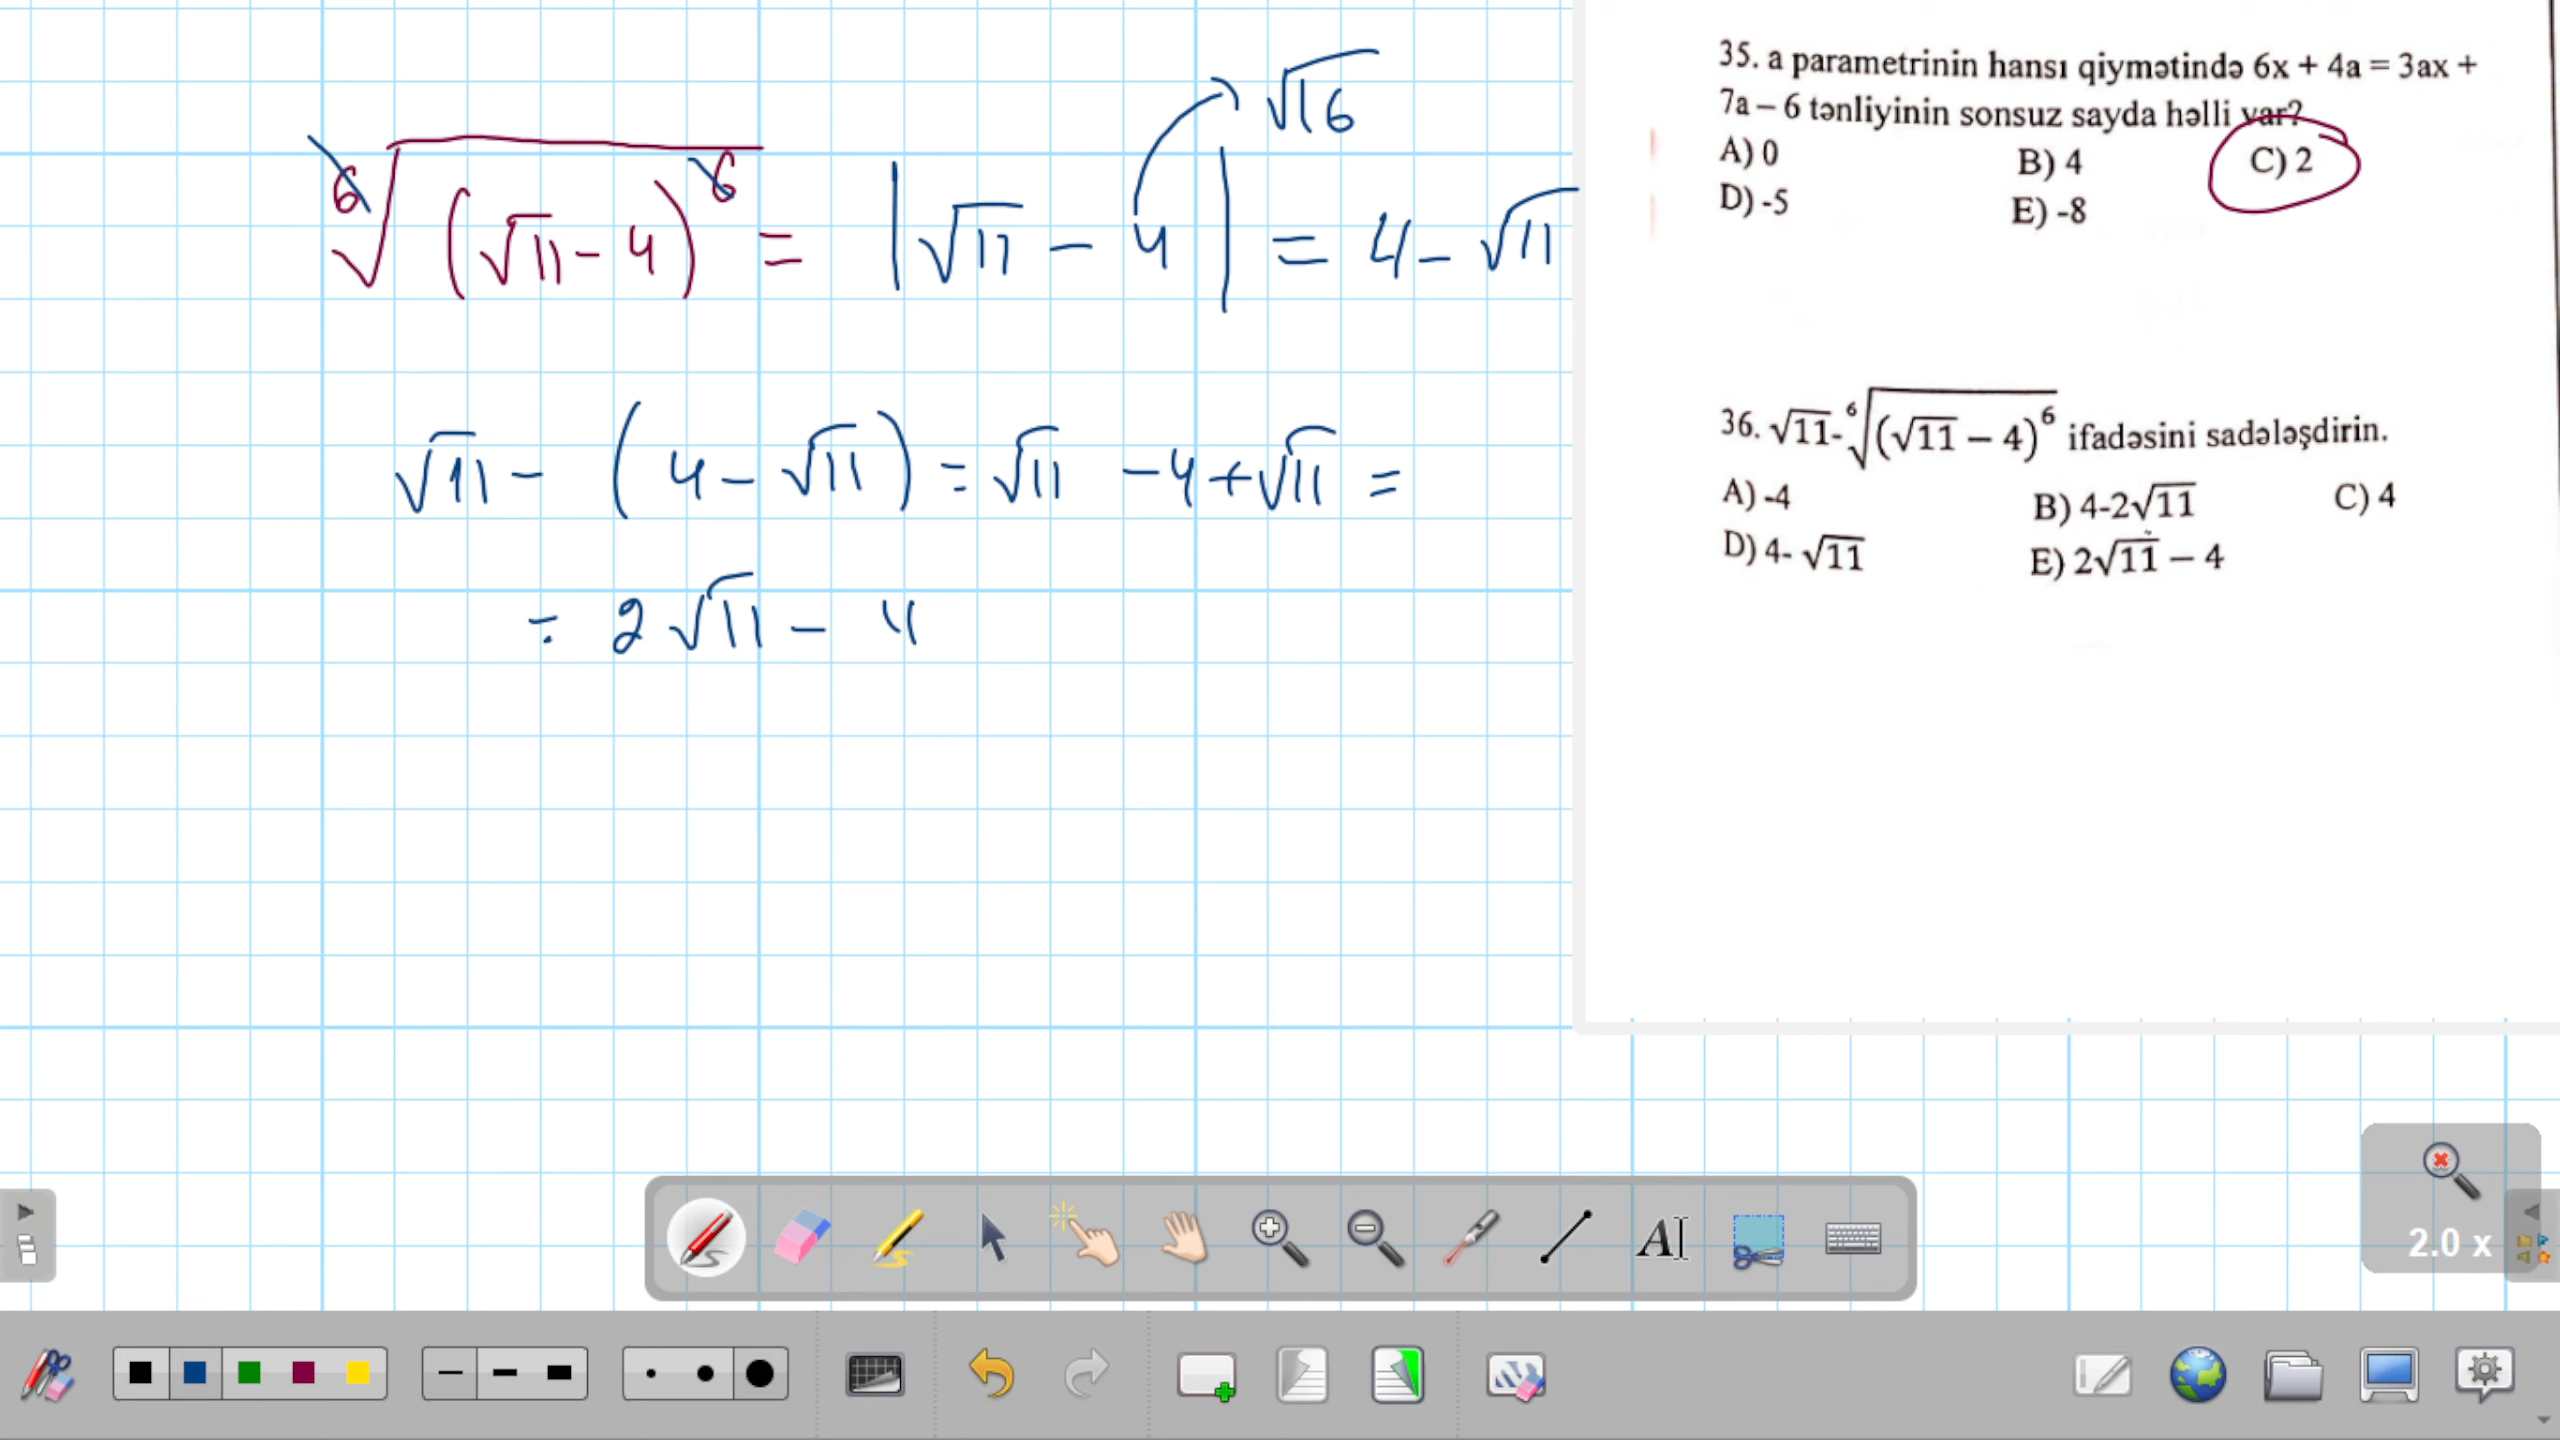 ⁶√(√11 - 4)⁶ = |√11 - 4| = 4 - √11
√16
√11 - (4 - √11) = √11 - 4 + √11 =
= 2√11 - 4
35. a parametrinin hansı qiymətində 6x + 4a = 3ax +
7a – 6 tənliyinin sonsuz sayda həlli var?
A) 0 B) 4 C) 2
D) -5 E) -8
36. √11-⁶√(√11 – 4)⁶ ifadəsini sadələşdirin.
A) -4 B) 4-2√11 C) 4
D) 4- √11 E) 2√11 – 4
2.0 x